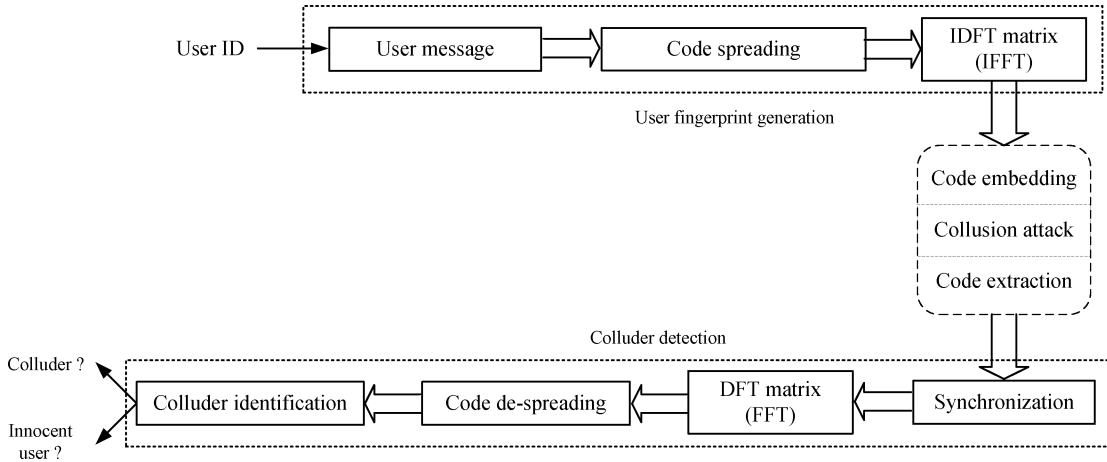 User ID
User message
Code spreading
IDFT matrix
(IFFT)
User fingerprint generation
Code embedding
Collusion attack
Code extraction
Colluder detection
Colluder ?
Innocent
user ?
Colluder identification
Code de-spreading
DFT matrix
(FFT)
Synchronization